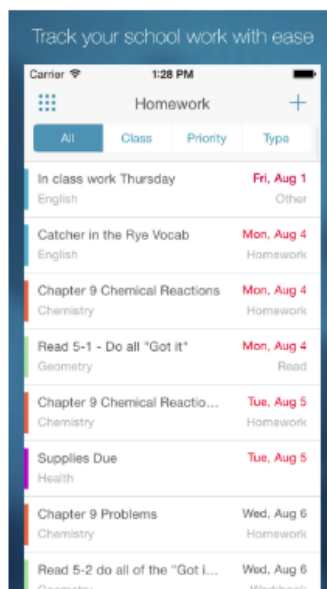 Track your school work with ease
Carrier 1:28 PM
Homework
All Class Priority Type
In class work Thursday Fri, Aug 1
English Other
Catcher in the Rye Vocab Mon, Aug 4
English Homework
Chapter 9 Chemical Reactions Mon, Aug 4
Chemistry Homework
Read 5-1 - Do all "Got it" Mon, Aug 4
Geometry Read
Chapter 9 Chemical Reactio... Tue, Aug 5
Chemistry Homework
Supplies Due Tue, Aug 5
Health
Chapter 9 Problems Wed, Aug 6
Chemistry Homework
Read 5-2 do all of the "Got i... Wed, Aug 6
Geometry Workbook